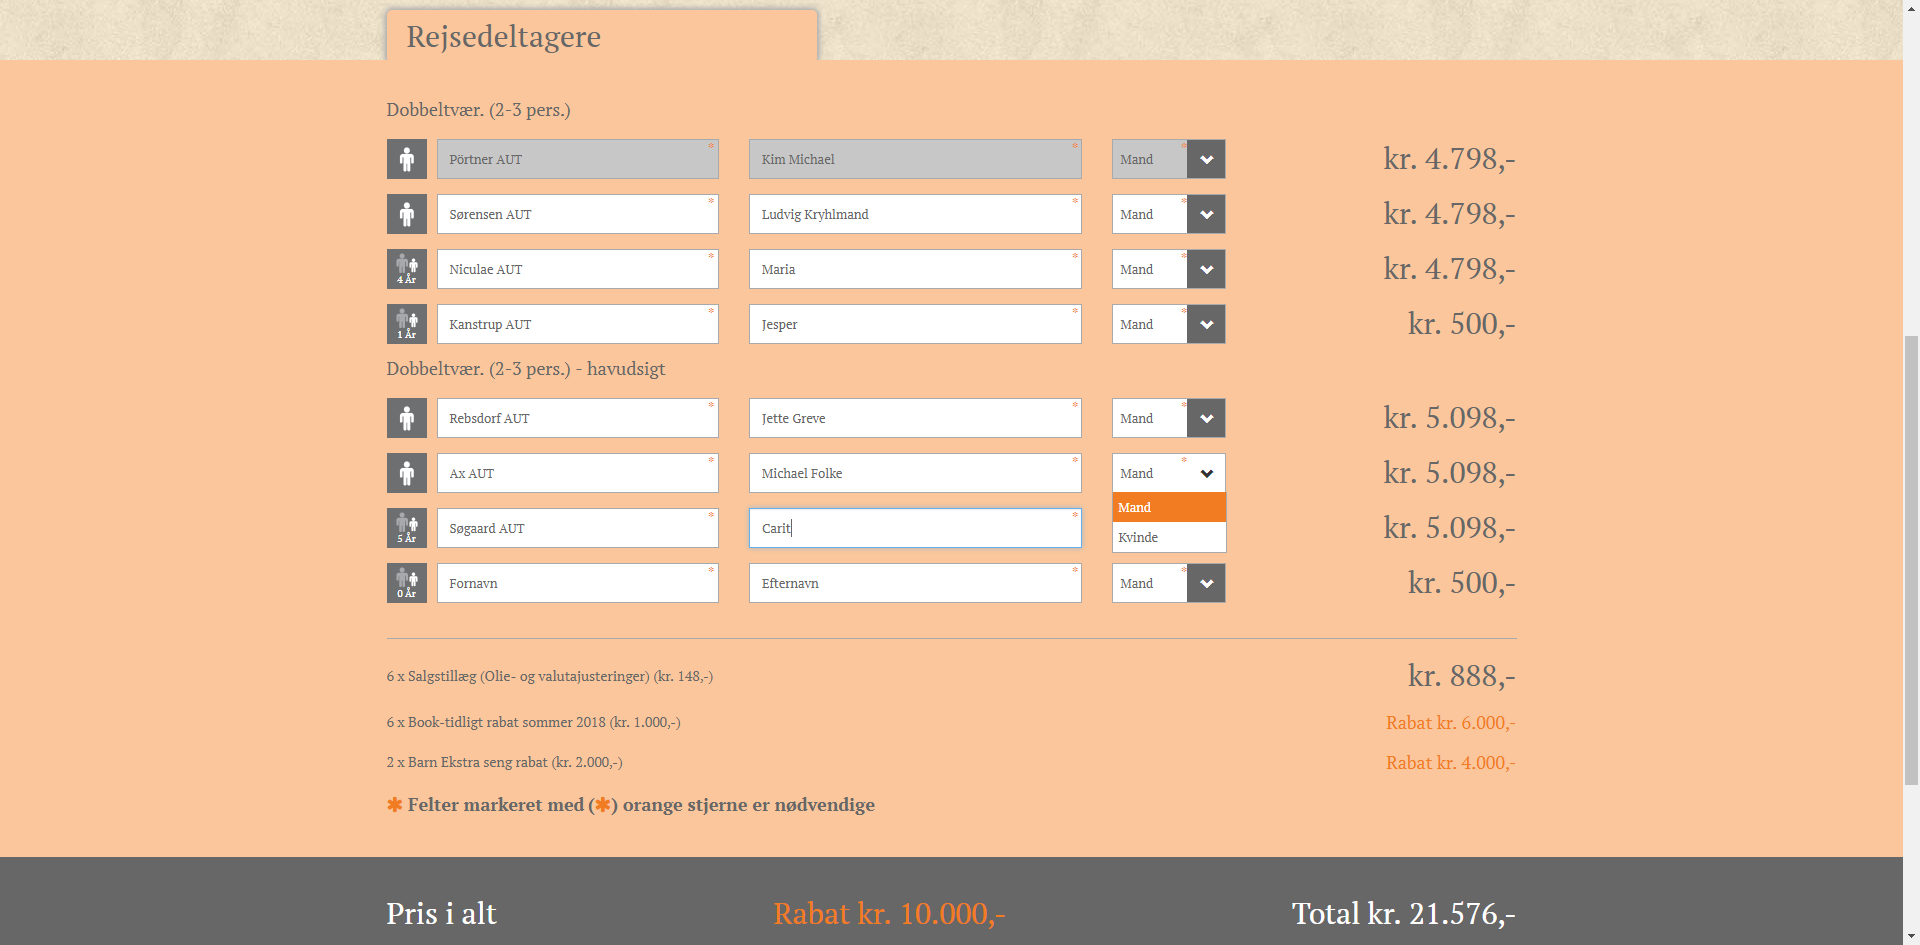 Rejsedeltagere
Dobbeltvær. (2-3 pers.)
Pörtner AUT * Kim Michael * Mand * kr. 4.798,-
Sørensen AUT * Ludvig Kryhlmand * Mand * kr. 4.798,-
4 År Niculae AUT * Maria * Mand * kr. 4.798,-
1 År Kanstrup AUT * Jesper * Mand * kr. 500,-
Dobbeltvær. (2-3 pers.) - havudsigt
Rebsdorf AUT * Jette Greve * Mand * kr. 5.098,-
Ax AUT * Michael Folke * Mand * kr. 5.098,-
Mand
5 År Søgaard AUT * Carit * kr. 5.098,-
Kvinde
0 År Fornavn * Efternavn * Mand * kr. 500,-
6 x Salgstillæg (Olie- og valutajusteringer) (kr. 148,-) kr. 888,-
6 x Book-tidligt rabat sommer 2018 (kr. 1.000,-) Rabat kr. 6.000,-
2 x Barn Ekstra seng rabat (kr. 2.000,-) Rabat kr. 4.000,-
✱ Felter markeret med (✱) orange stjerne er nødvendige
Pris i alt Rabat kr. 10.000,- Total kr. 21.576,-